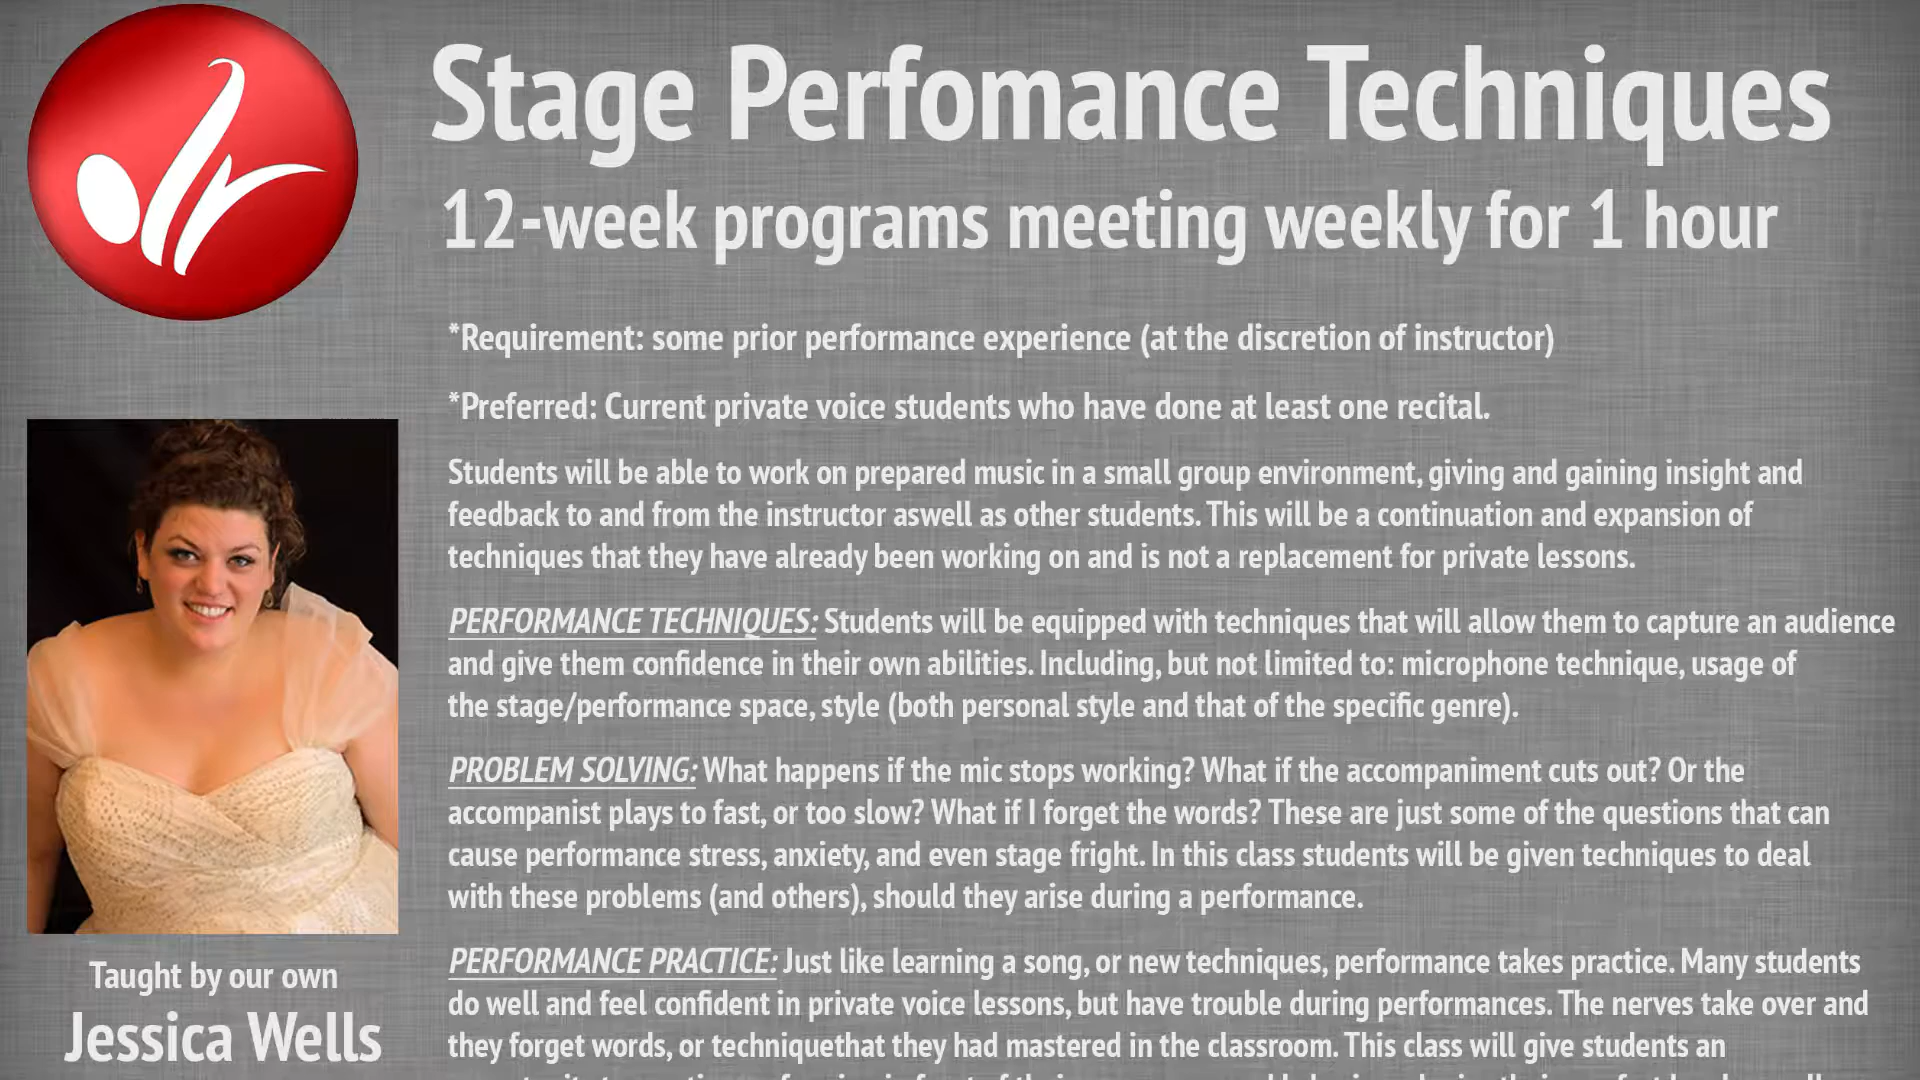 Stage Perfomance Techniques
12-week programs meeting weekly for 1 hour
*Requirement: some prior performance experience (at the discretion of instructor)
*Preferred: Current private voice students who have done at least one recital.
Students will be able to work on prepared music in a small group environment, giving and gaining insight and
feedback to and from the instructor aswell as other students. This will be a continuation and expansion of
techniques that they have already been working on and is not a replacement for private lessons.
PERFORMANCE TECHNIQUES: Students will be equipped with techniques that will allow them to capture an audience
and give them confidence in their own abilities. Including, but not limited to: microphone technique, usage of
the stage/performance space, style (both personal style and that of the specific genre).
PROBLEM SOLVING: What happens if the mic stops working? What if the accompaniment cuts out? Or the
accompanist plays to fast, or too slow? What if I forget the words? These are just some of the questions that can
cause performance stress, anxiety, and even stage fright. In this class students will be given techniques to deal
with these problems (and others), should they arise during a performance.
PERFORMANCE PRACTICE: Just like learning a song, or new techniques, performance takes practice. Many students
do well and feel confident in private voice lessons, but have trouble during performances. The nerves take over and
they forget words, or techniquethat they had mastered in the classroom. This class will give students an
Taught by our own
Jessica Wells